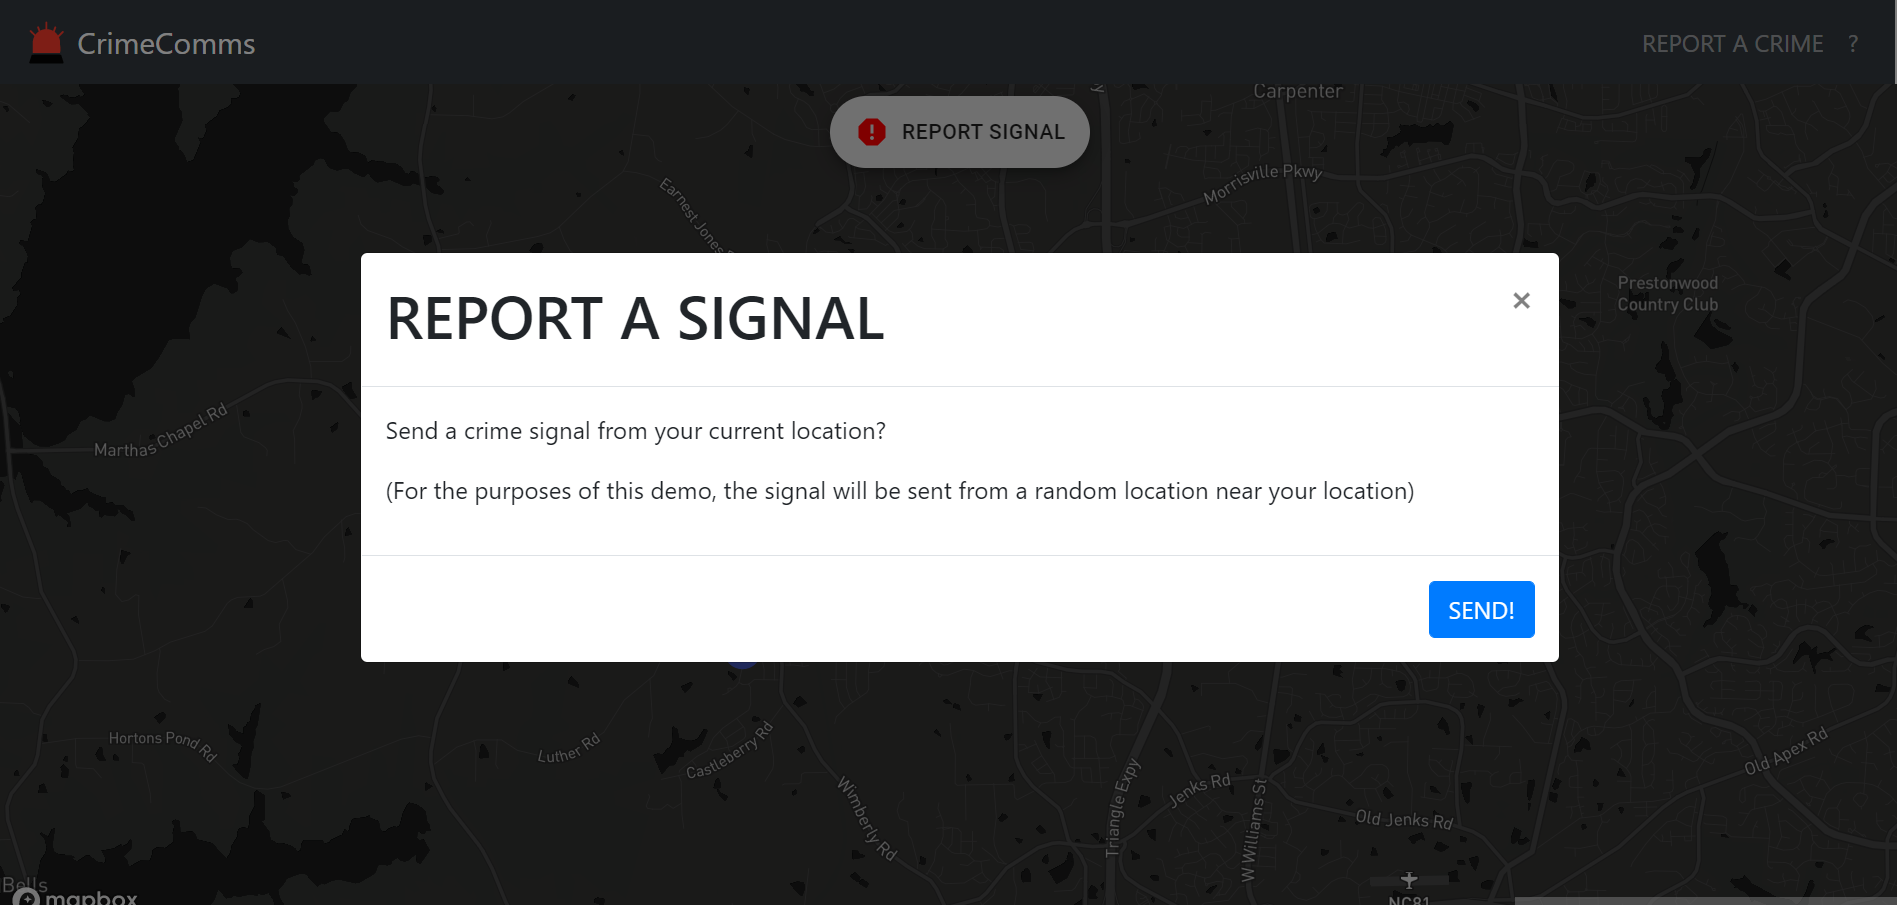 CrimeComms
REPORT A CRIME ?
Carpenter
REPORT SIGNAL
Morrisville Pkwy
Earnest Jones
Prestonwood
Country Club
REPORT A SIGNAL
×
Send a crime signal from your current location?
(For the purposes of this demo, the signal will be sent from a random location near your location)
SEND!
Marthas Chapel Rd
Hortons Pond Rd
Luther Rd
Castleberry Rd
Wimberly Rd
Triangle Expy
Jenks Rd
W Williams St
Old Jenks Rd
Old Apex Rd
Bells
mapbox
NC81